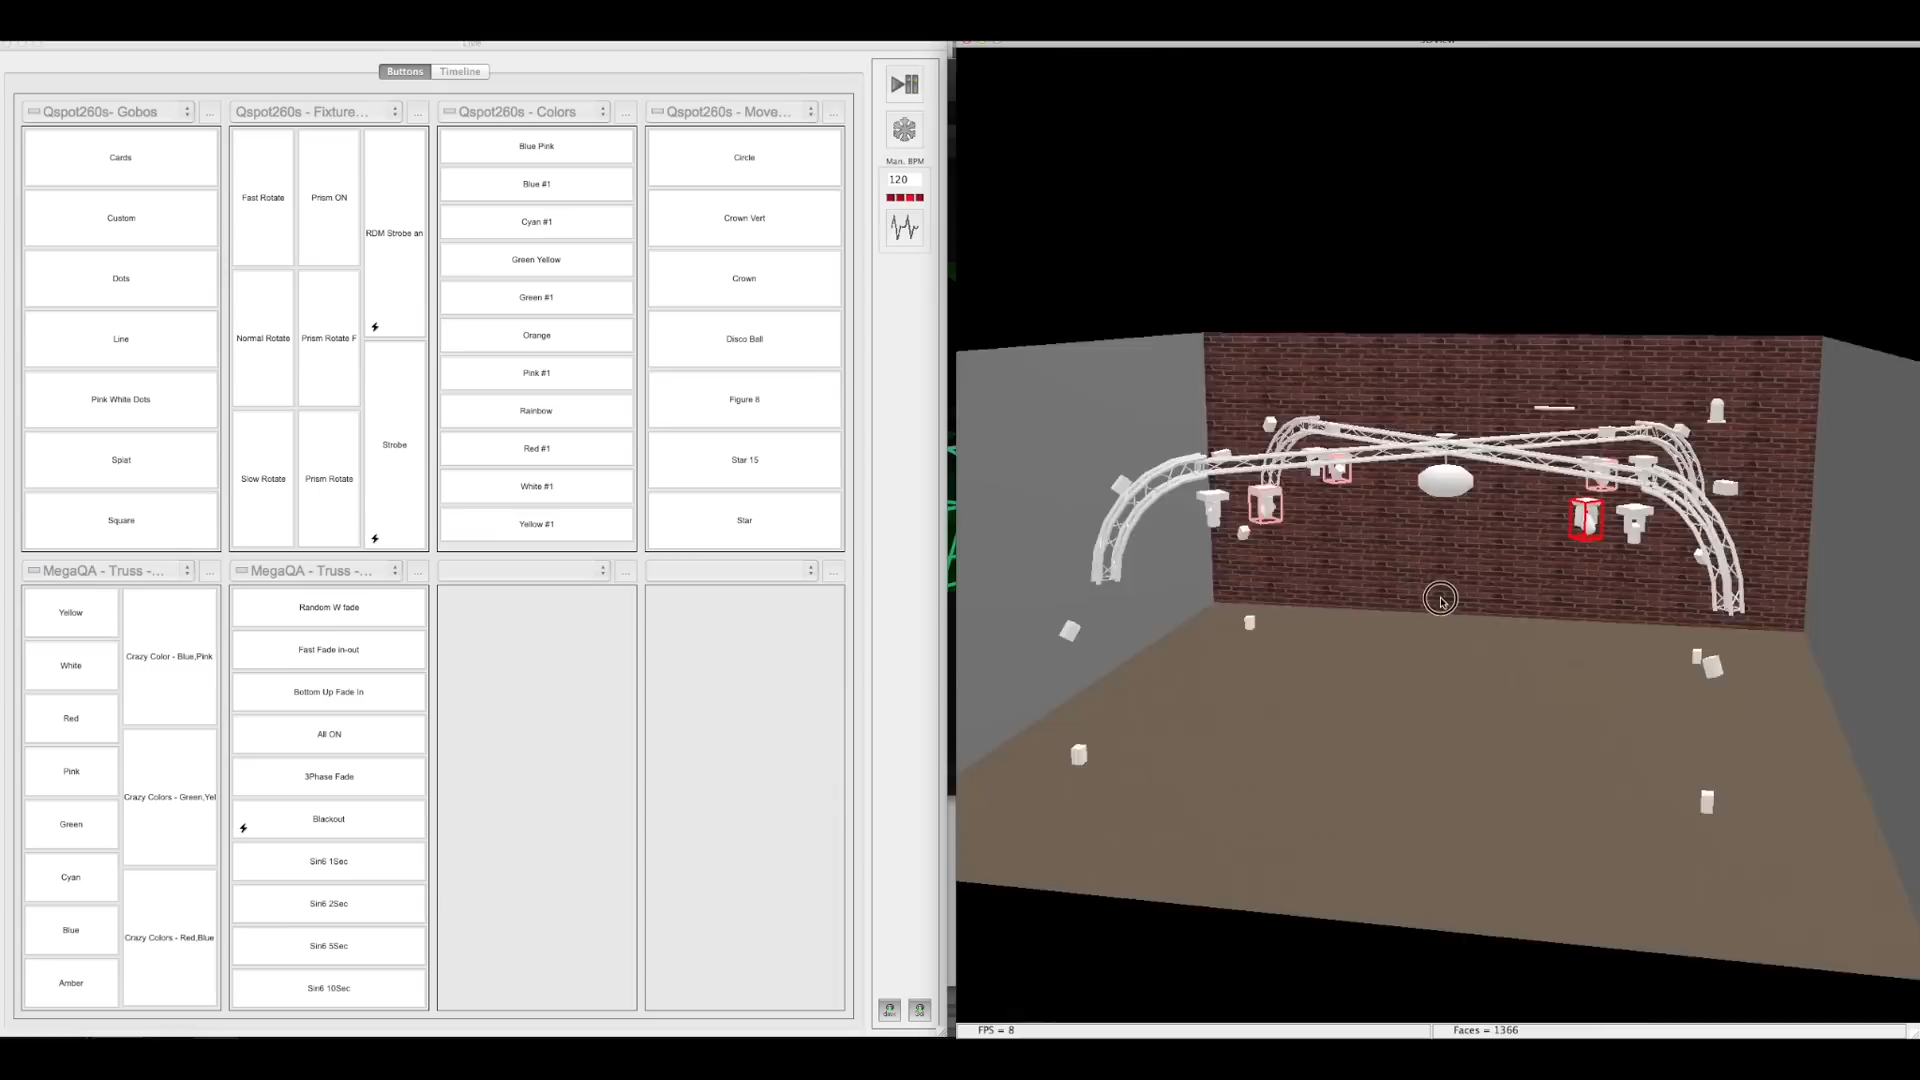 Live
3DView
Buttons
Timeline
Qspot260s- Gobos
...
Qspot260s - Fixture...
...
Qspot260s - Colors
...
Qspot260s - Move...
...
Cards
Custom
Dots
Line
Pink White Dots
Splat
Square
Fast Rotate
Normal Rotate
Slow Rotate
Prism ON
Prism Rotate F
Prism Rotate
RDM Strobe an
Strobe
Blue Pink
Blue #1
Cyan #1
Green Yellow
Green #1
Orange
Pink #1
Rainbow
Red #1
White #1
Yellow #1
Circle
Crown Vert
Crown
Disco Ball
Figure 8
Star 15
Star
Man. BPM
120
MegaQA - Truss -...
...
MegaQA - Truss -...
...
...
...
Yellow
White
Red
Pink
Green
Cyan
Blue
Amber
Crazy Color - Blue,Pink
Crazy Colors - Green,Yel
Crazy Colors - Red,Blue
Random W fade
Fast Fade in-out
Bottom Up Fade In
All ON
3Phase Fade
Blackout
Sin6 1Sec
Sin6 2Sec
Sin6 5Sec
Sin6 10Sec
FPS = 8
Faces = 1366